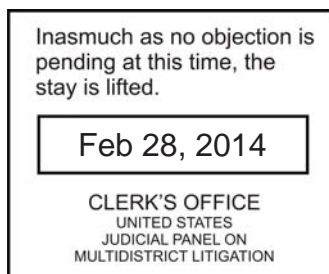 Inasmuch as no objection is
pending at this time, the
stay is lifted.
Feb 28, 2014
CLERK'S OFFICE
UNITED STATES
JUDICIAL PANEL ON
MULTIDISTRICT LITIGATION